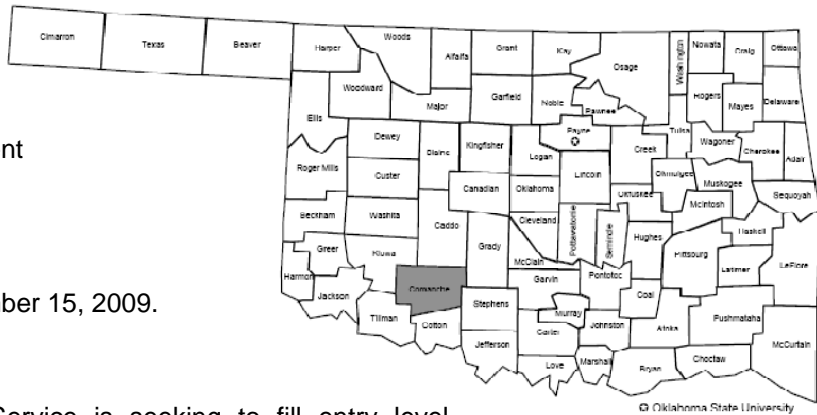 Cimarron Texas Beaver Harper Woods Alfalfa Grant Kay Osage Washington Nowata Craig Ottawa
Woodward Major Garfield Noble Pawnee Rogers Mayes Delaware
Ellis Dewey Blaine Kingfisher Logan Payne Creek Tulsa Wagoner Cherokee Adair
nt
Roger Mills Custer Canadian Oklahoma Lincoln Okfuskee Okmulgee Muskogee McIntosh Sequoyah
Beckham Washita Caddo Grady Cleveland McClain Pottawatomie Seminole Hughes Pittsburg Haskell Latimer LeFlore
Harmon Greer Kiowa Comanche Stephens Garvin Pontotoc Coal
ber 15, 2009.
Jackson Tillman Cotton Jefferson Carter Murray Johnston Atoka Pushmataha McCurtain
Love Marshall Bryan Choctaw
Oklahoma State University
Service is seeking to fill entry level